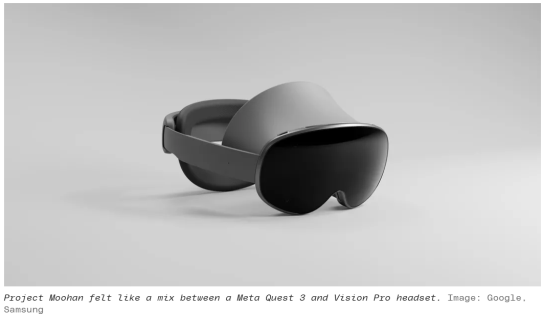 Project Moohan felt like a mix between a Meta Quest 3 and Vision Pro headset. Image: Google,
Samsung